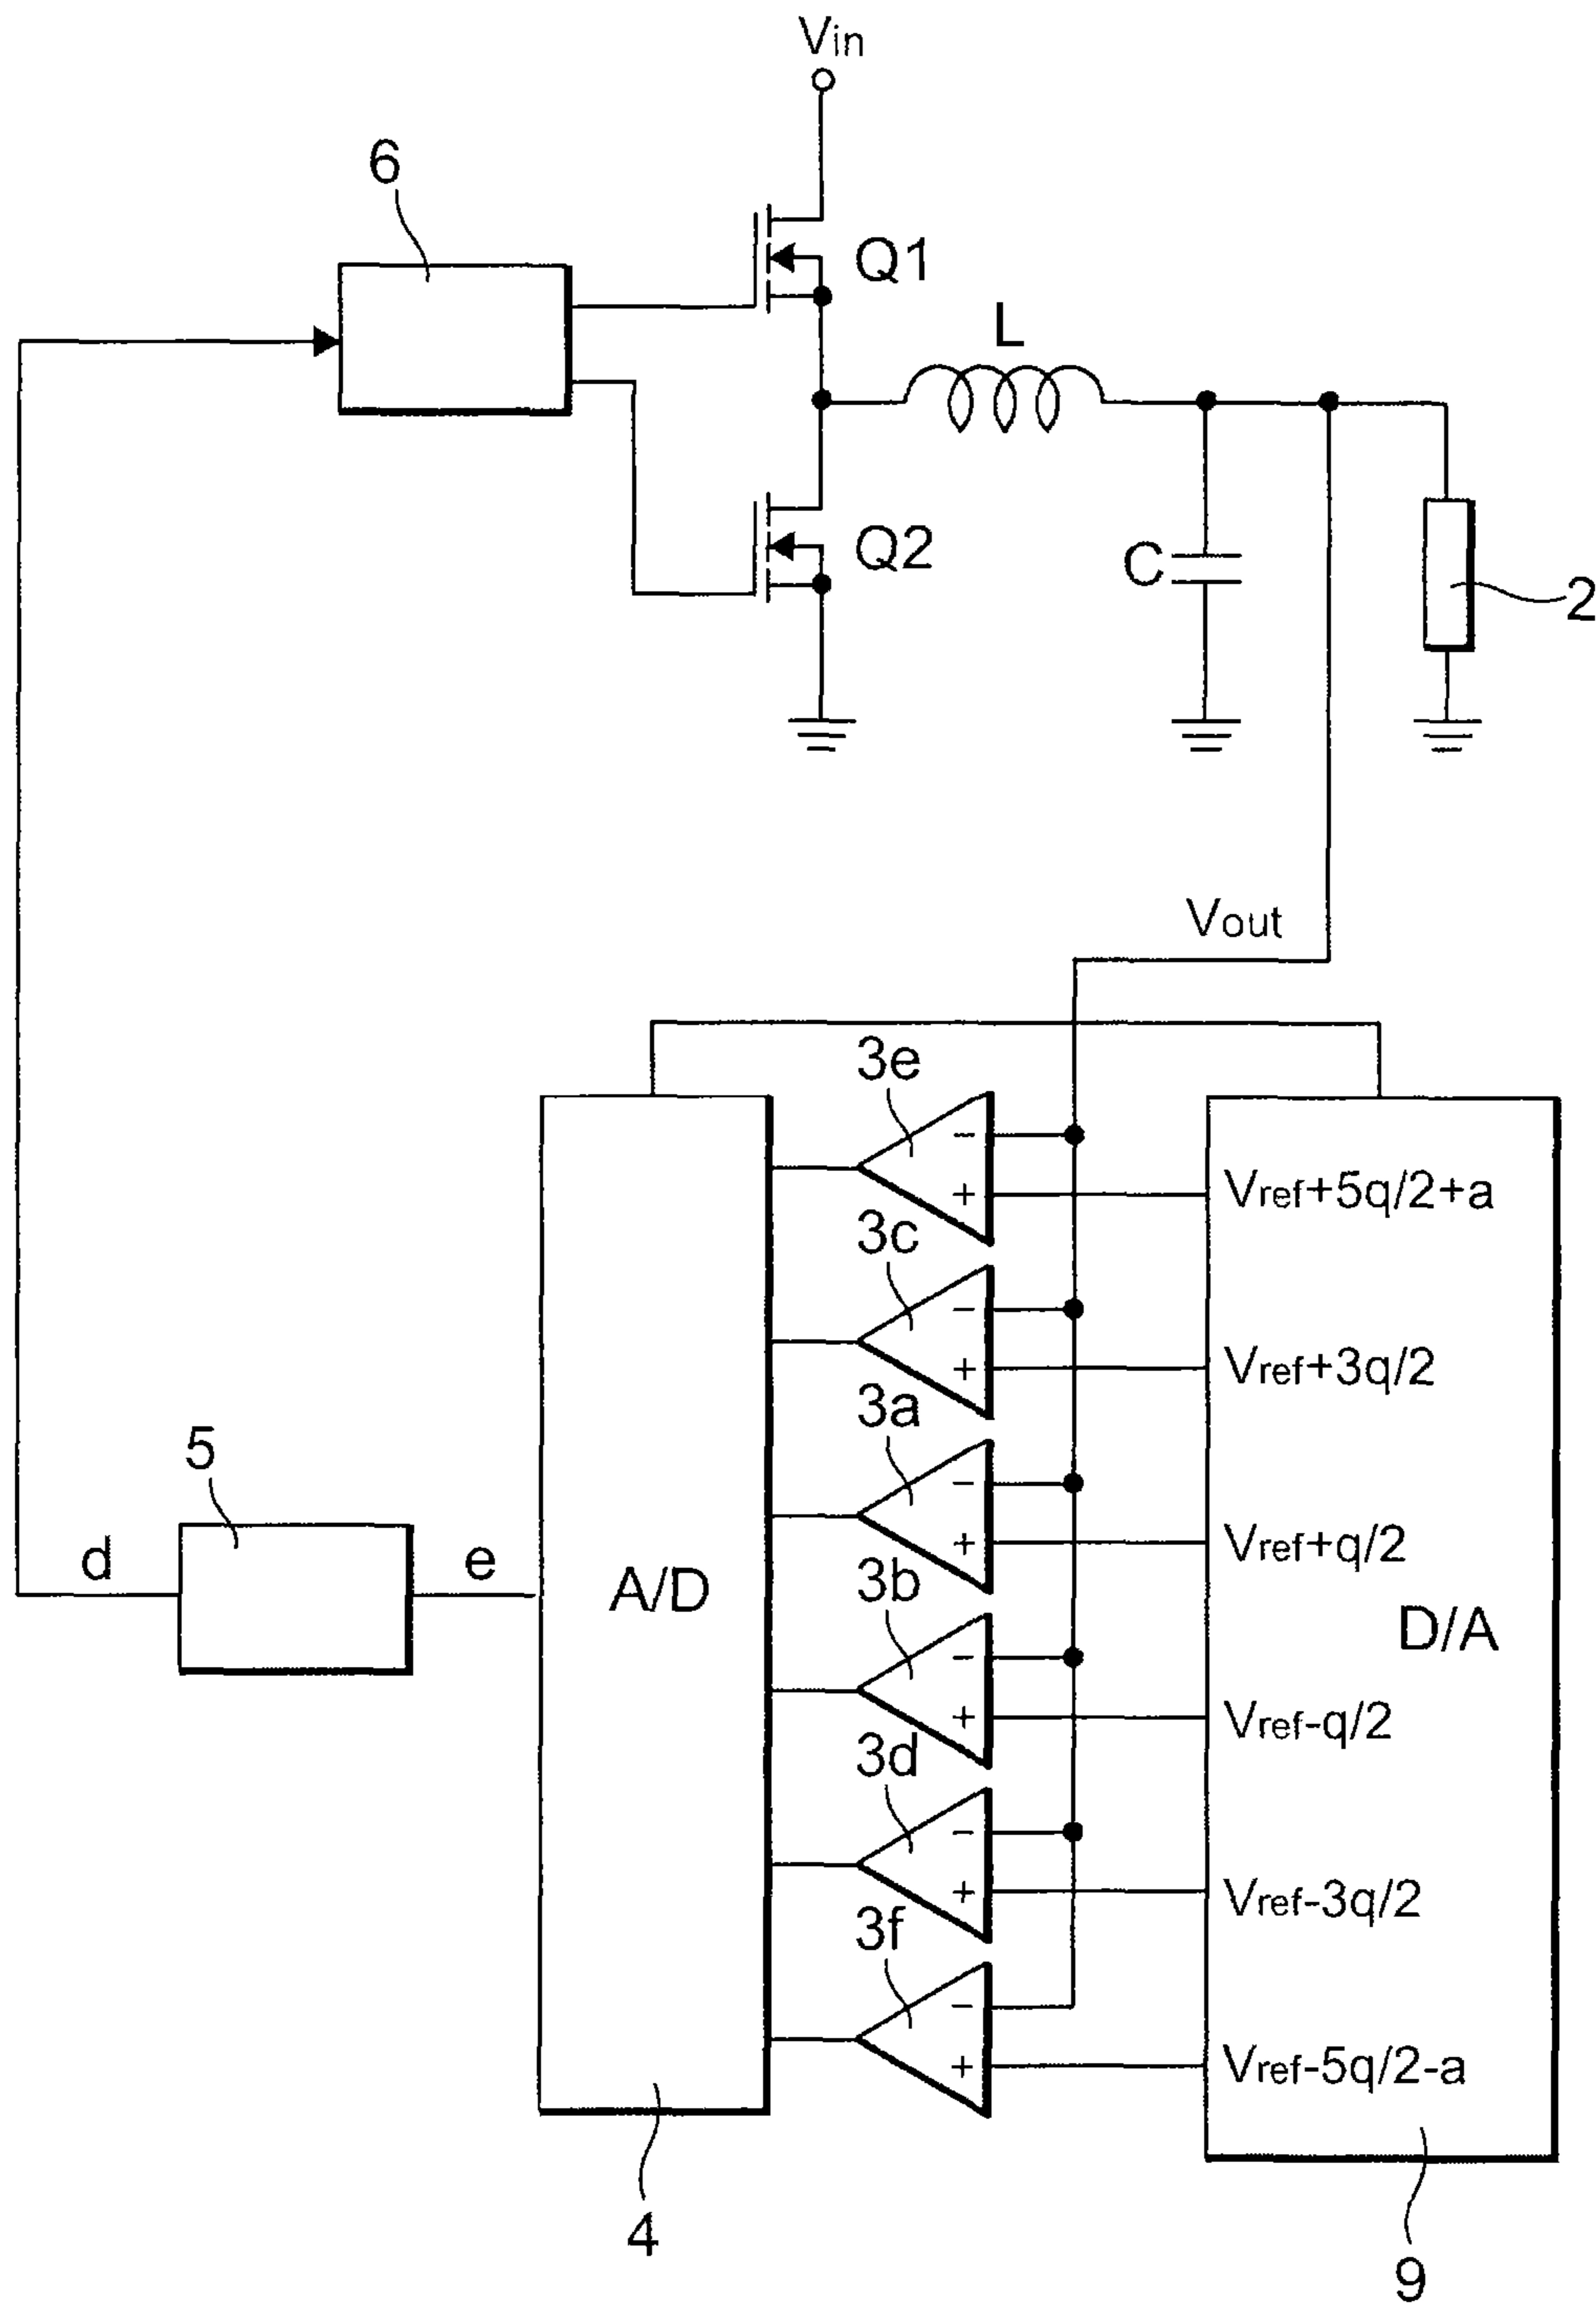 Vin
6
Q1
L
Q2
C
2
Vout
3e
−
+
Vref+5q/2+a
3c
−
+
Vref+3q/2
3a
−
+
Vref+q/2
5
d
e
A/D
3b
−
+
D/A
Vref-q/2
3d
−
+
Vref-3q/2
3f
−
+
Vref-5q/2-a
4
9